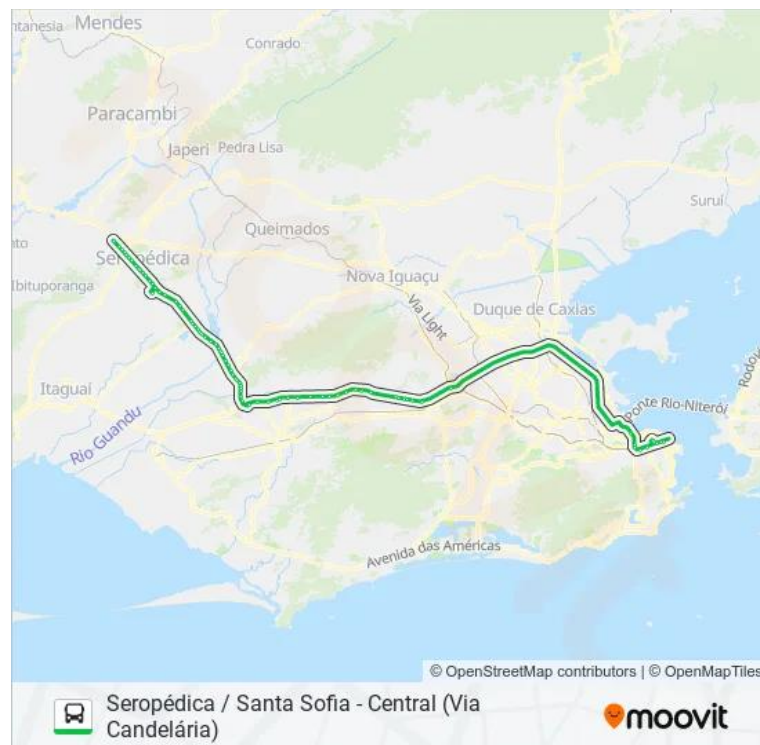 Mendes
Conrado
Paracambi
Japeri
Pedra Lisa
Suruí
Queimados
Seropédica
Ibituporanga
Nova Iguaçu
Duque de Caxias
Via Light
Itaguaí
Ponte Rio-Niterói
Rio Guandu
Avenida das Américas
© OpenStreetMap contributors | © OpenMapTiles
Seropédica / Santa Sofia - Central (Via
Candelária)
moovit